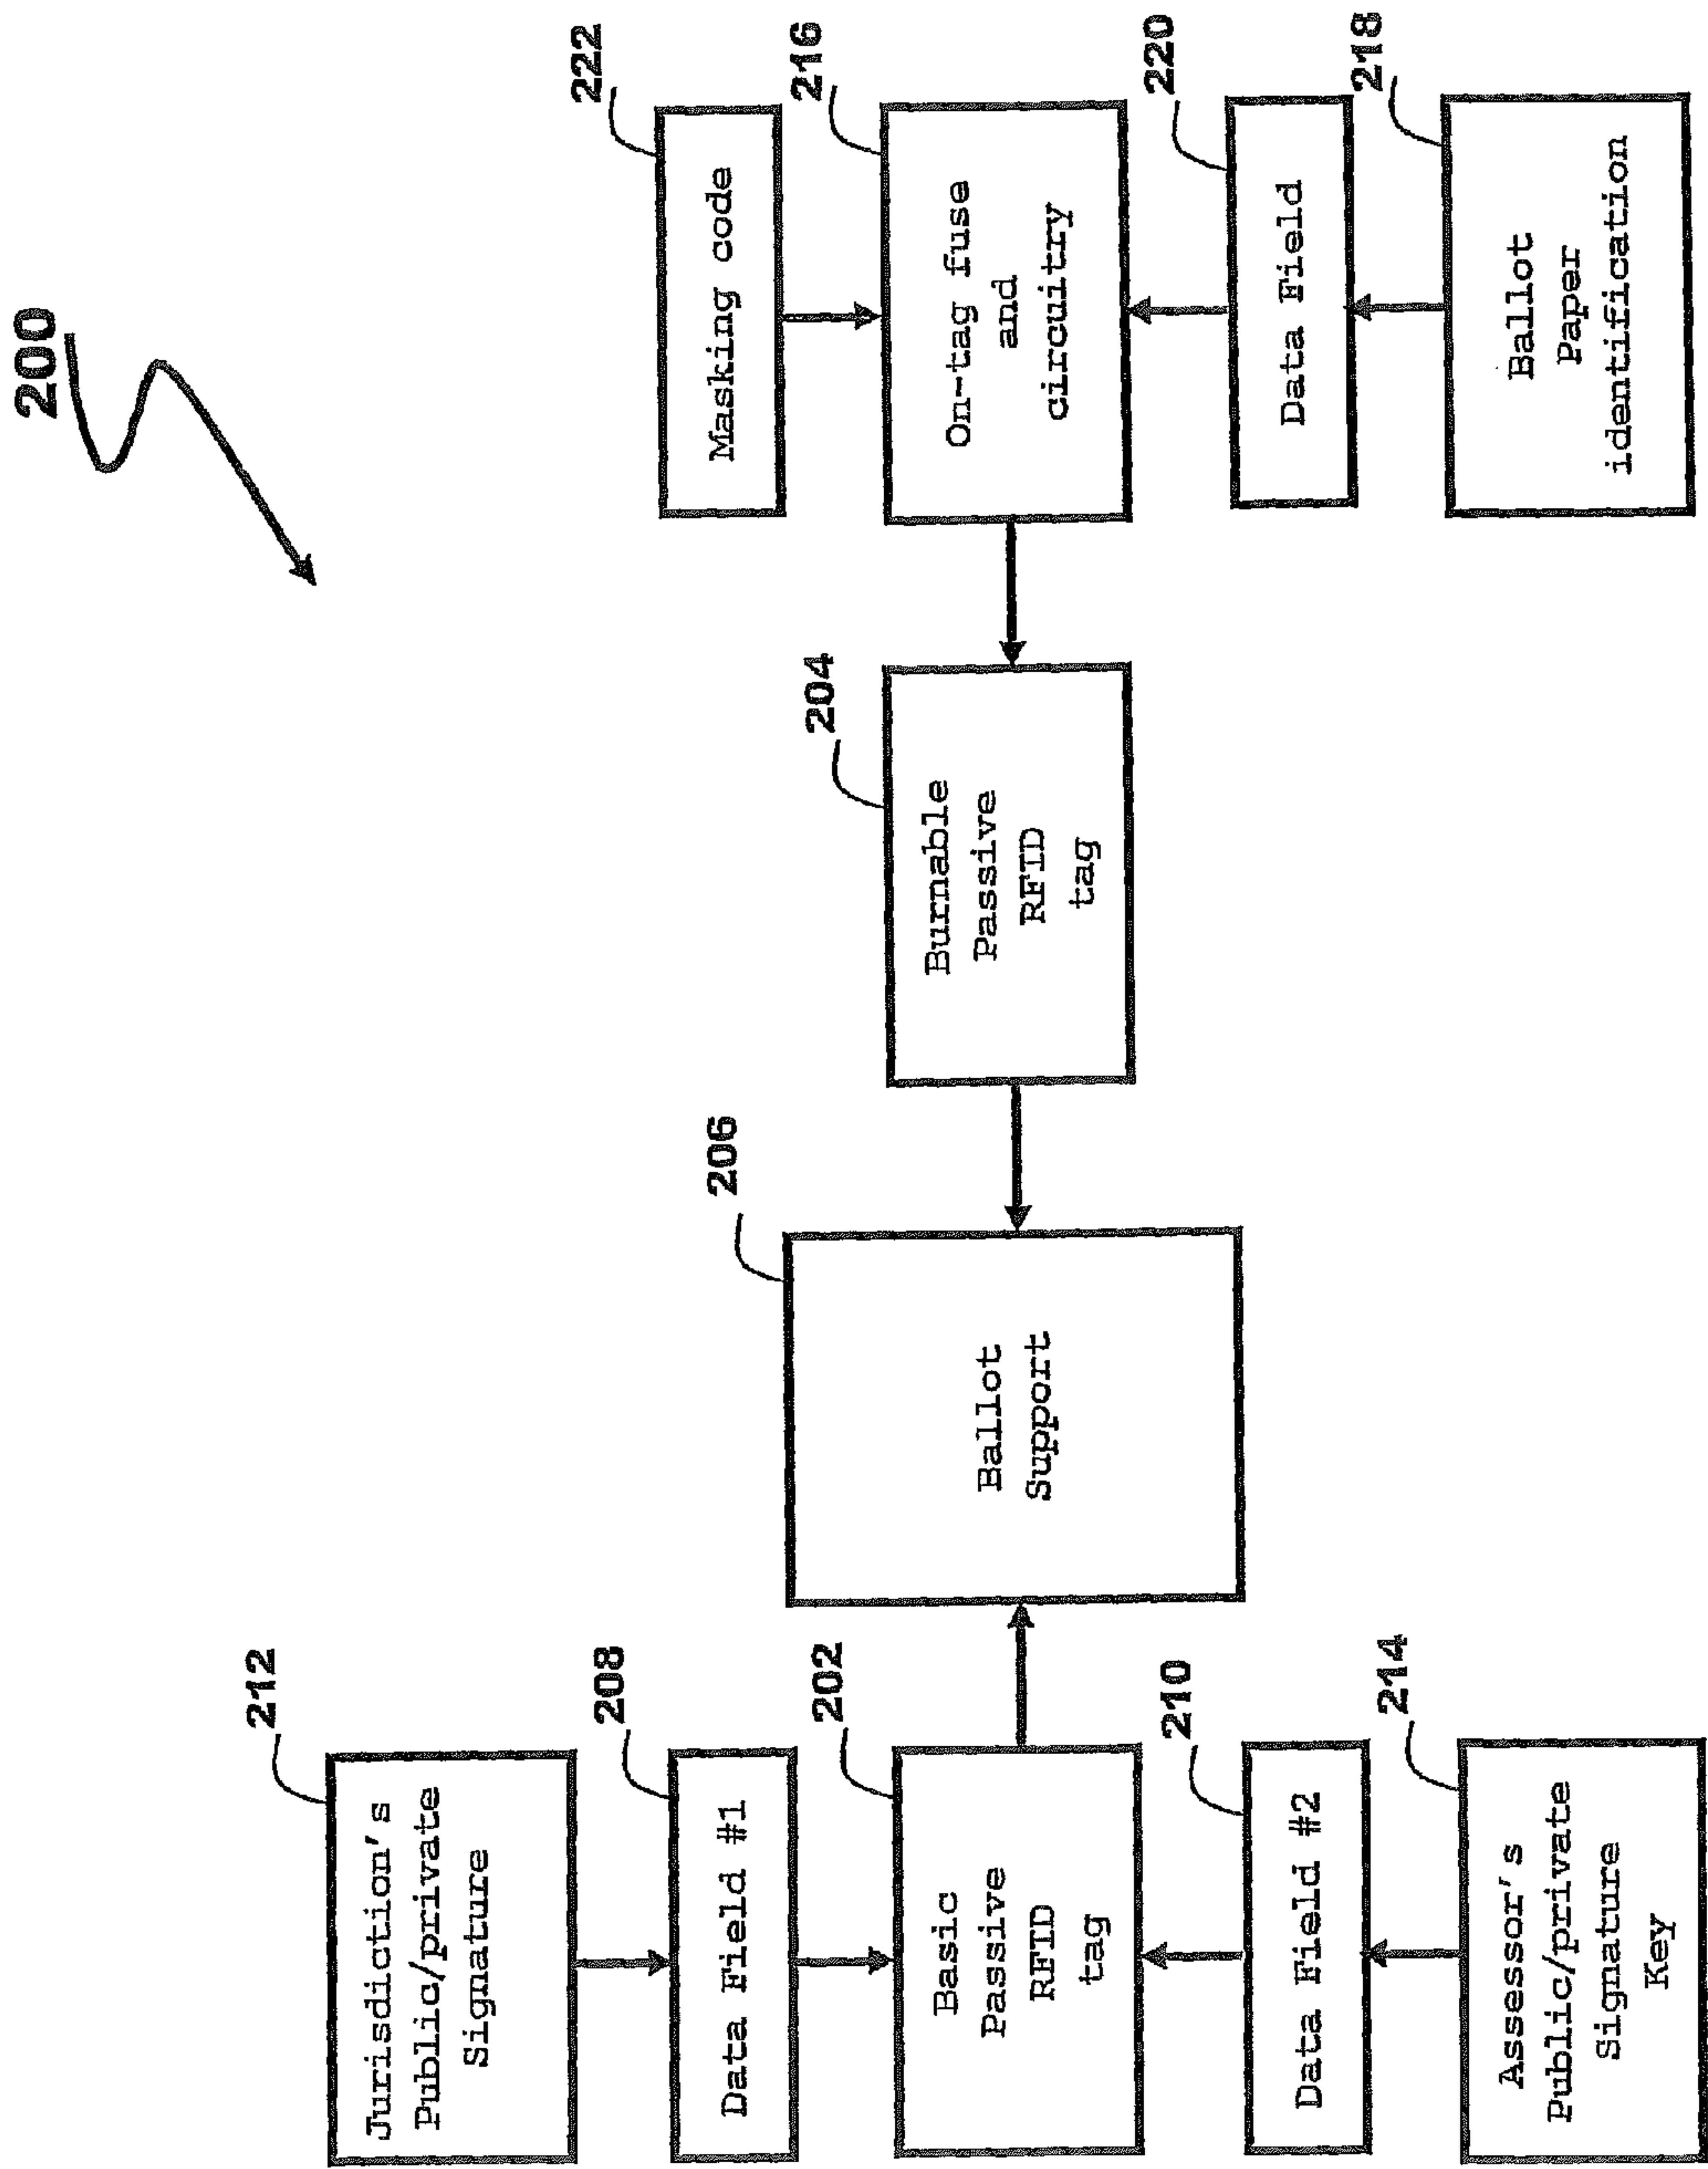 200
212
Jurisdiction's
Public/private
Signature
208
Data Field #1
202
Basic
Passive
RFID
tag
210
Data Field #2
214
Assessor's
Public/private
Signature
Key
206
Ballot
Support
204
Burnable
Passive
RFID
tag
222
Masking code
216
On-tag fuse
and
circuitry
220
Data Field
218
Ballot
Paper
identification